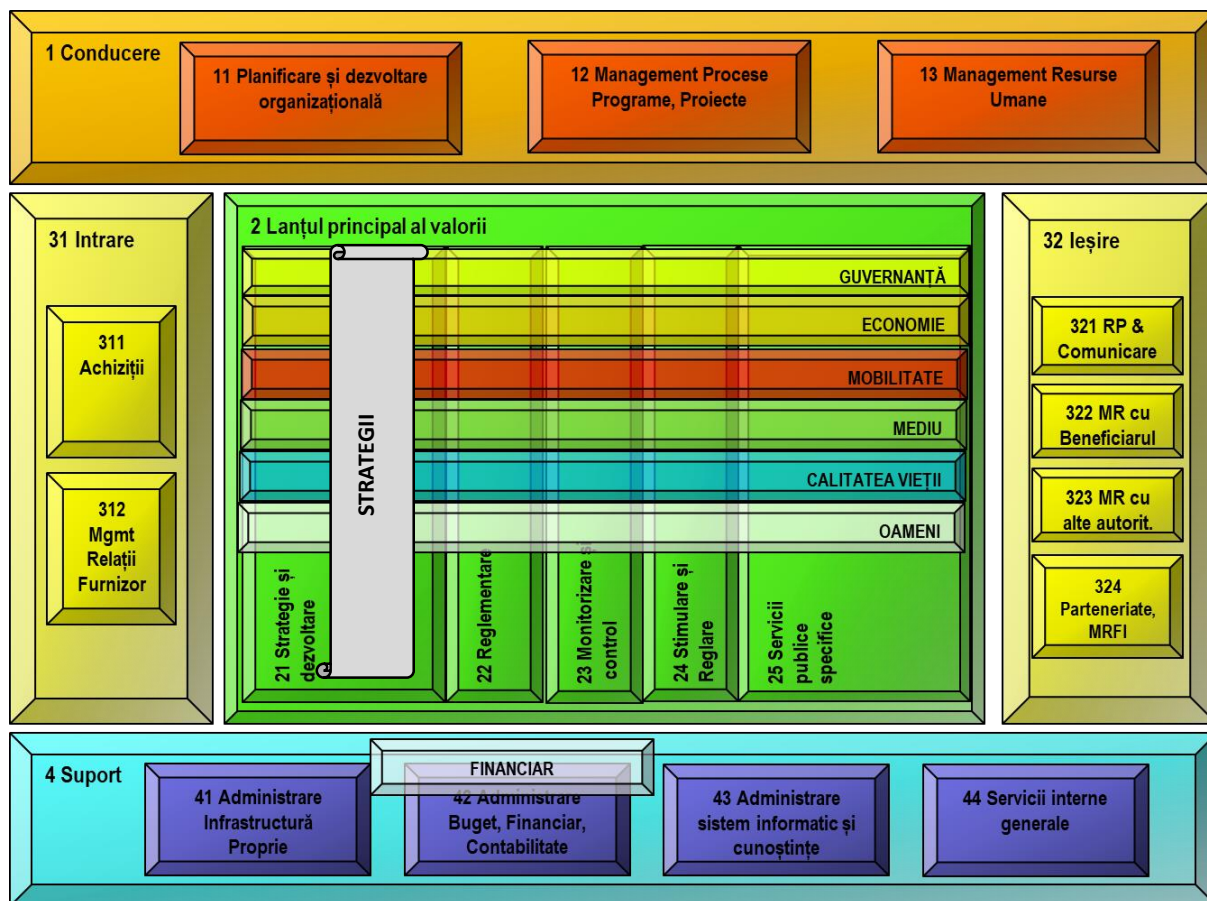 1 Conducere
11 Planificare și dezvoltare
organizațională
12 Management Procese
Programe, Proiecte
13 Management Resurse
Umane
31 Intrare
311
Achiziții
312
Mgmt
Relații
Furnizor
2 Lanțul principal al valorii
GUVERNANȚĂ
ECONOMIE
MOBILITATE
MEDIU
CALITATEA VIEȚII
OAMENI
STRATEGII
21 Strategie și
dezvoltare
22 Reglementare
23 Monitorizare și
control
24 Stimulare și
Reglare
25 Servicii
publice
specifice
32 Ieșire
321 RP &
Comunicare
322 MR cu
Beneficiarul
323 MR cu
alte autorit.
324
Parteneriate,
MRFI
4 Suport
FINANCIAR
41 Administrare
Infrastructură
Proprie
42 Administrare
Buget, Financiar,
Contabilitate
43 Administrare
sistem informatic și
cunoștințe
44 Servicii interne
generale